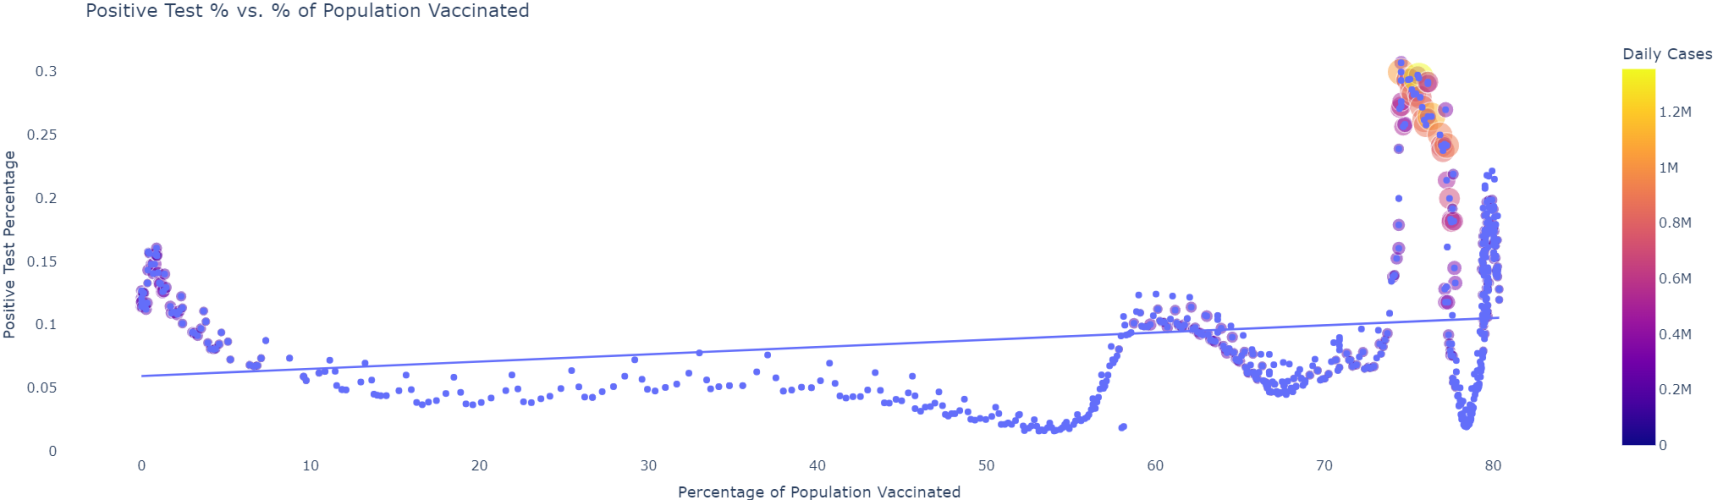 Positive Test % vs. % of Population Vaccinated
Daily Cases
0.3
0.25
0.2
0.15
0.1
0.05
0
Positive Test Percentage
0 10 20 30 40 50 60 70 80
Percentage of Population Vaccinated
1.2M
1M
0.8M
0.6M
0.4M
0.2M
0